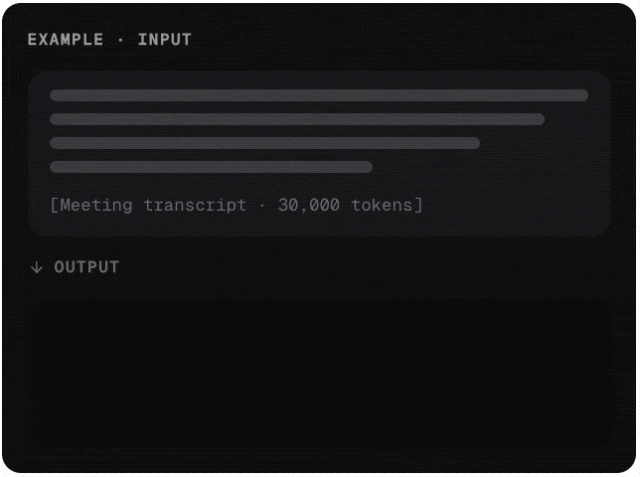 EXAMPLE · INPUT
[Meeting transcript · 30,000 tokens]
↓ OUTPUT